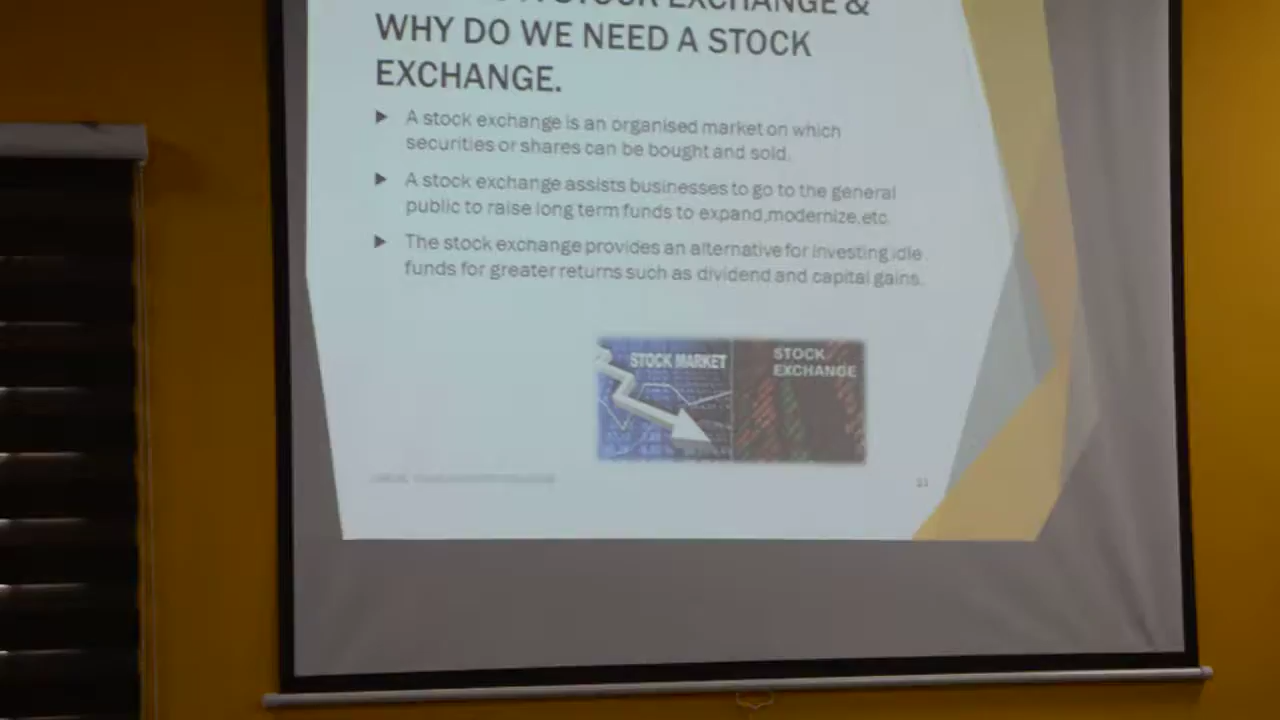 STOCK EXCHANGE &
WHY DO WE NEED A STOCK
EXCHANGE.
A stock exchange is an organised market on which
securities or shares can be bought and sold.
A stock exchange assists businesses to go to the general
public to raise long term funds to expand,modernize,etc.
The stock exchange provides an alternative for investing idle
funds for greater returns such as dividend and capital gains.
STOCK MARKET
STOCK
EXCHANGE